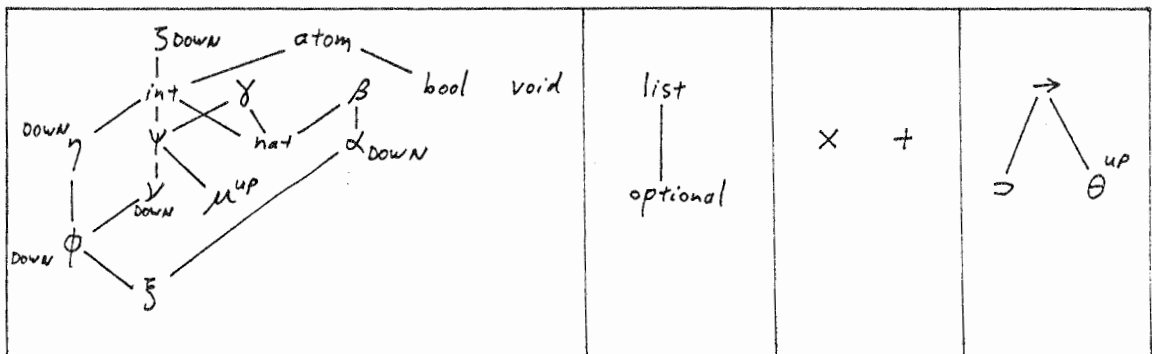 ζ DOWN atom
int γ β bool void list →
DOWN η ψ nat α DOWN × +
ν DOWN μ UP optional ⊃ θ UP
DOWN φ
ξ